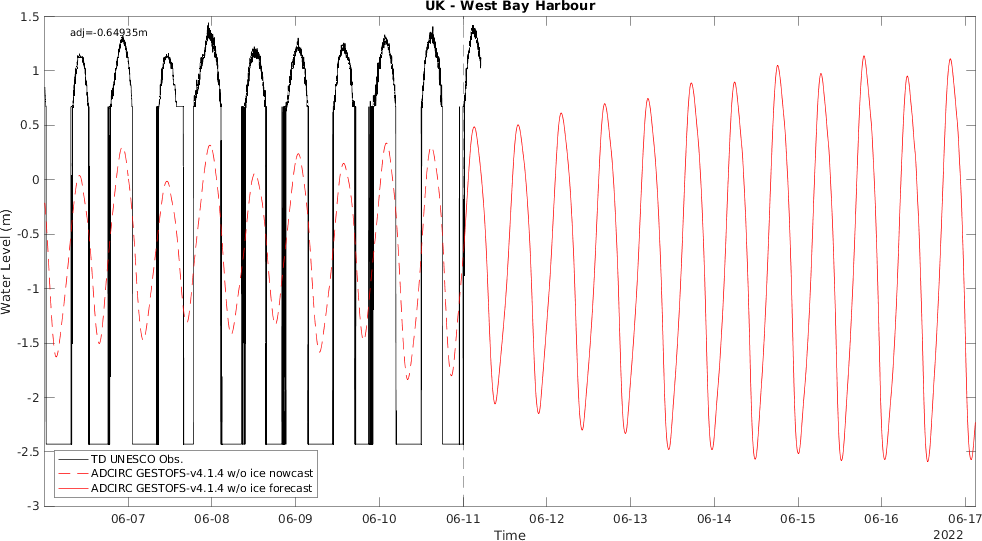 UK - West Bay Harbour
adj=-0.64935m
1.5
1
0.5
0
-0.5
-1
-1.5
-2
-2.5
-3
Water Level (m)
TD UNESCO Obs.
ADCIRC GESTOFS-v4.1.4 w/o ice nowcast
ADCIRC GESTOFS-v4.1.4 w/o ice forecast
06-07 06-08 06-09 06-10 06-11 06-12 06-13 06-14 06-15 06-16 06-17
Time
2022